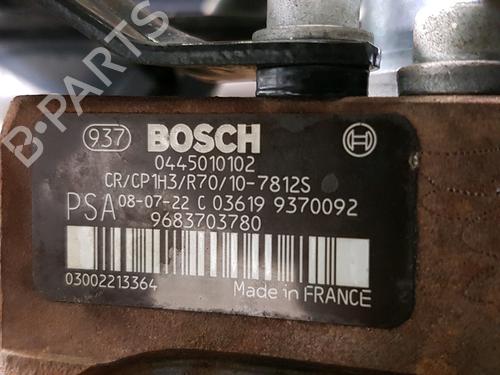 B-PARTS
937 BOSCH
0445010102
CR/CP1H3/R70/10-7812S
PSA 08-07-22 C 03619 9370092
9683703780
03002213364 Made in FRANCE